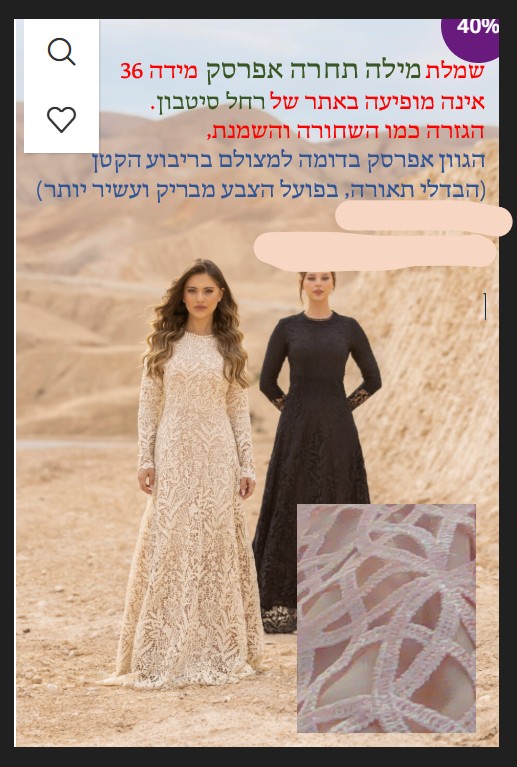 40%
שמלת מילה תחרה אפרסק מידה 36
אינה מופיעה באתר של רחל סיטבון.
הגזרה כמו השחורה והשמנת,
הגוון אפרסק בדומה למצולם בריבוע הקטן
(הבדלי תאורה, בפועל הצבע מבריק ועשיר יותר)